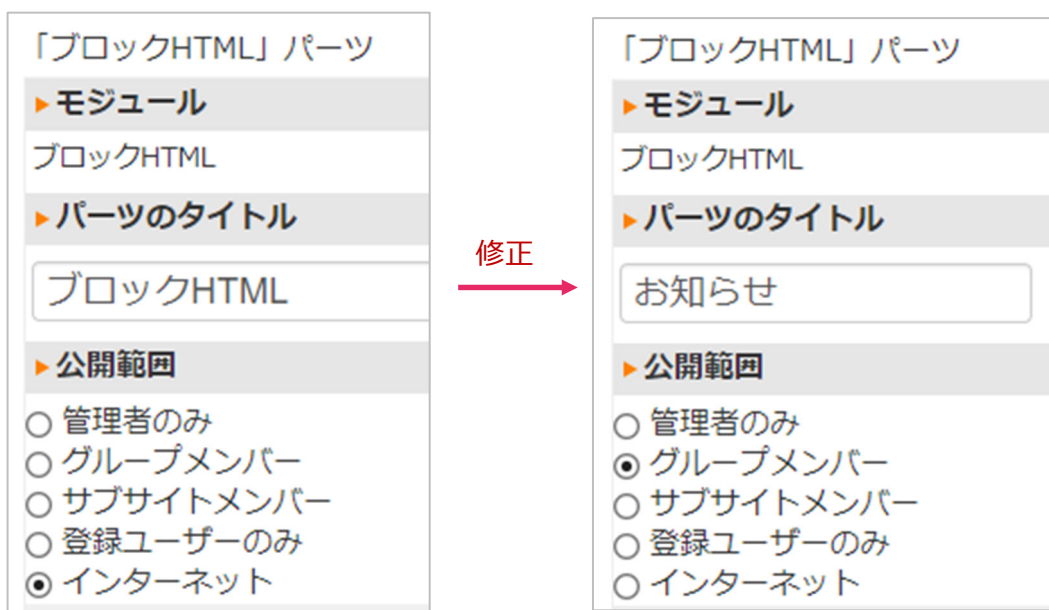 「ブロックHTML」パーツ
モジュール
ブロックHTML
パーツのタイトル
ブロックHTML
公開範囲
管理者のみ
グループメンバー
サブサイトメンバー
登録ユーザーのみ
インターネット
修正
「ブロックHTML」パーツ
モジュール
ブロックHTML
パーツのタイトル
お知らせ
公開範囲
管理者のみ
グループメンバー
サブサイトメンバー
登録ユーザーのみ
インターネット